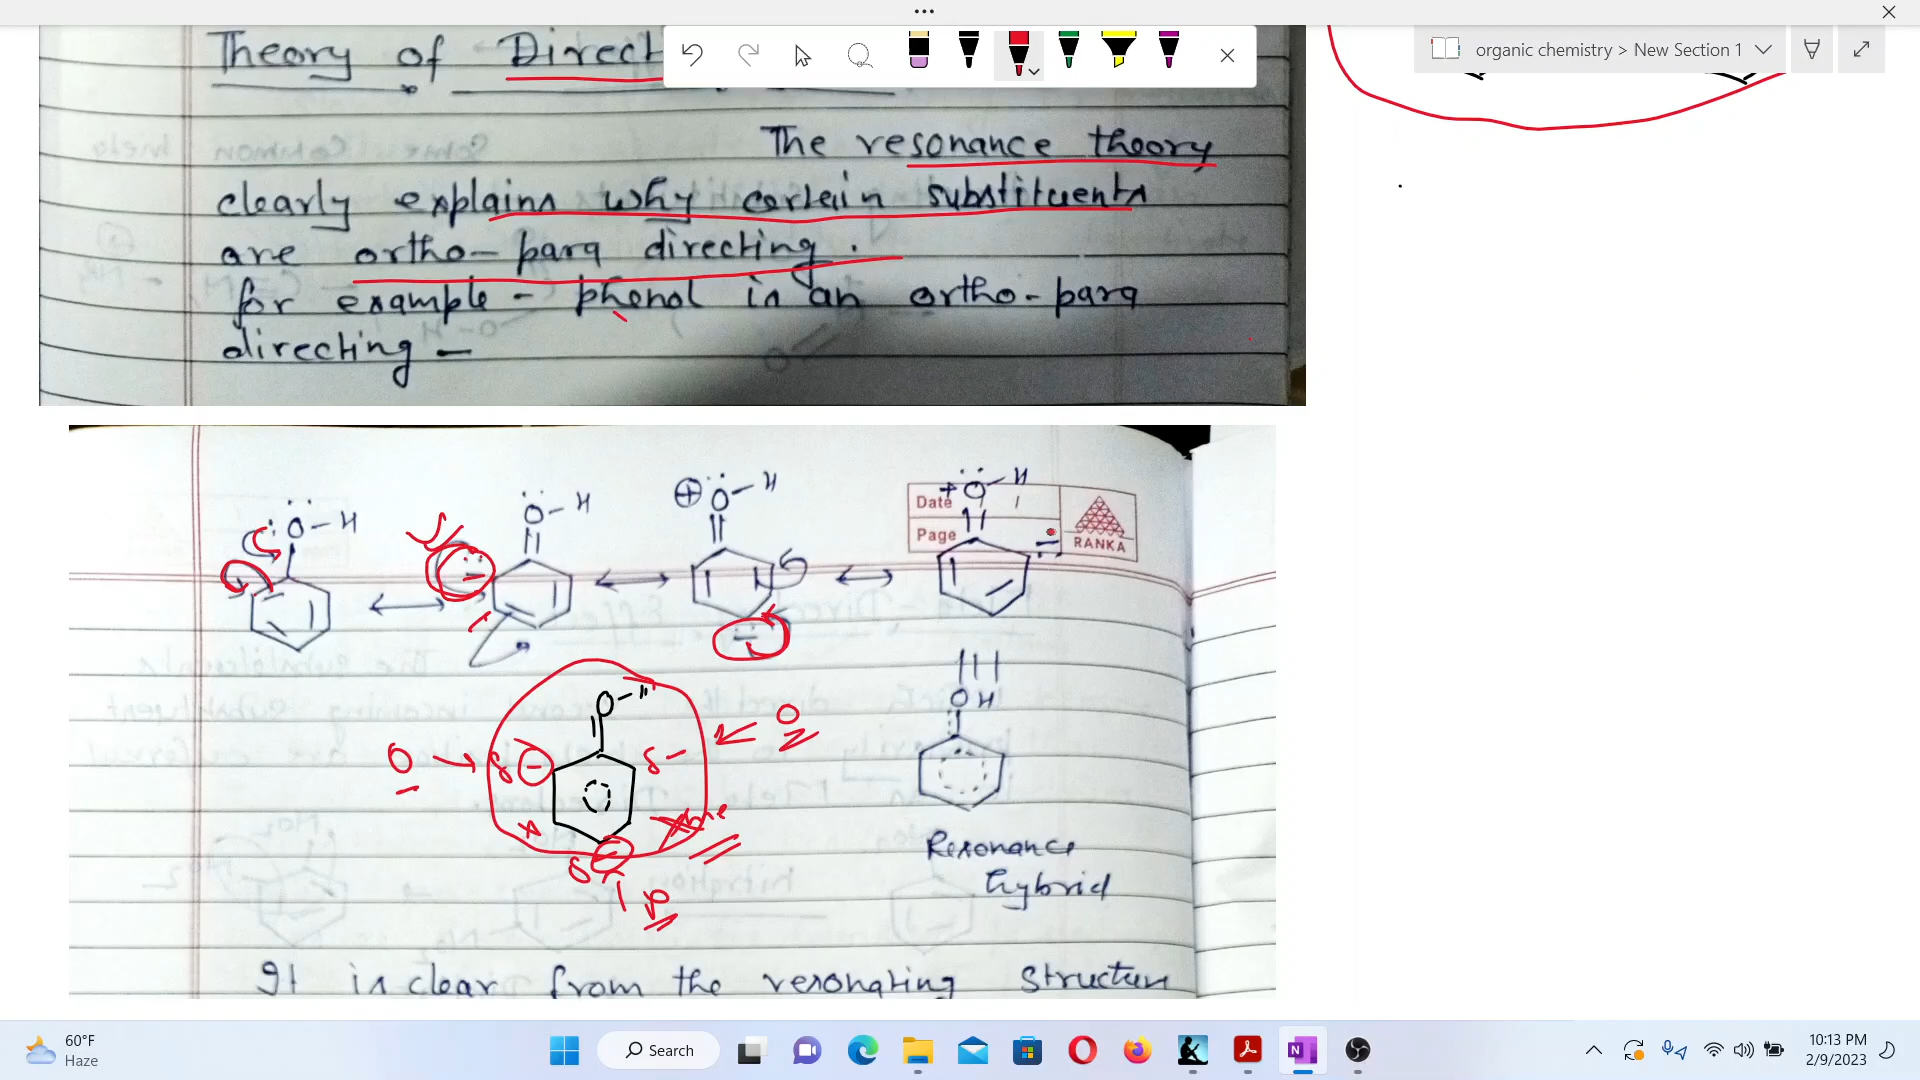 organic chemistry > New Section 1
Theory of Direct
The resonance theory
clearly explains why certain substituents
are ortho-para directing.
for example - phenol is an ortho-para
directing -
Date
Page
RANKA
:O-H
O-H
⊕ O-H
+ O-H
O-H
O → δ-
δ- ← O
δ-
P
OH
Resonance
hybrid
It is clear from the resonating structure
60°F
Haze
Search
10:13 PM
2/9/2023